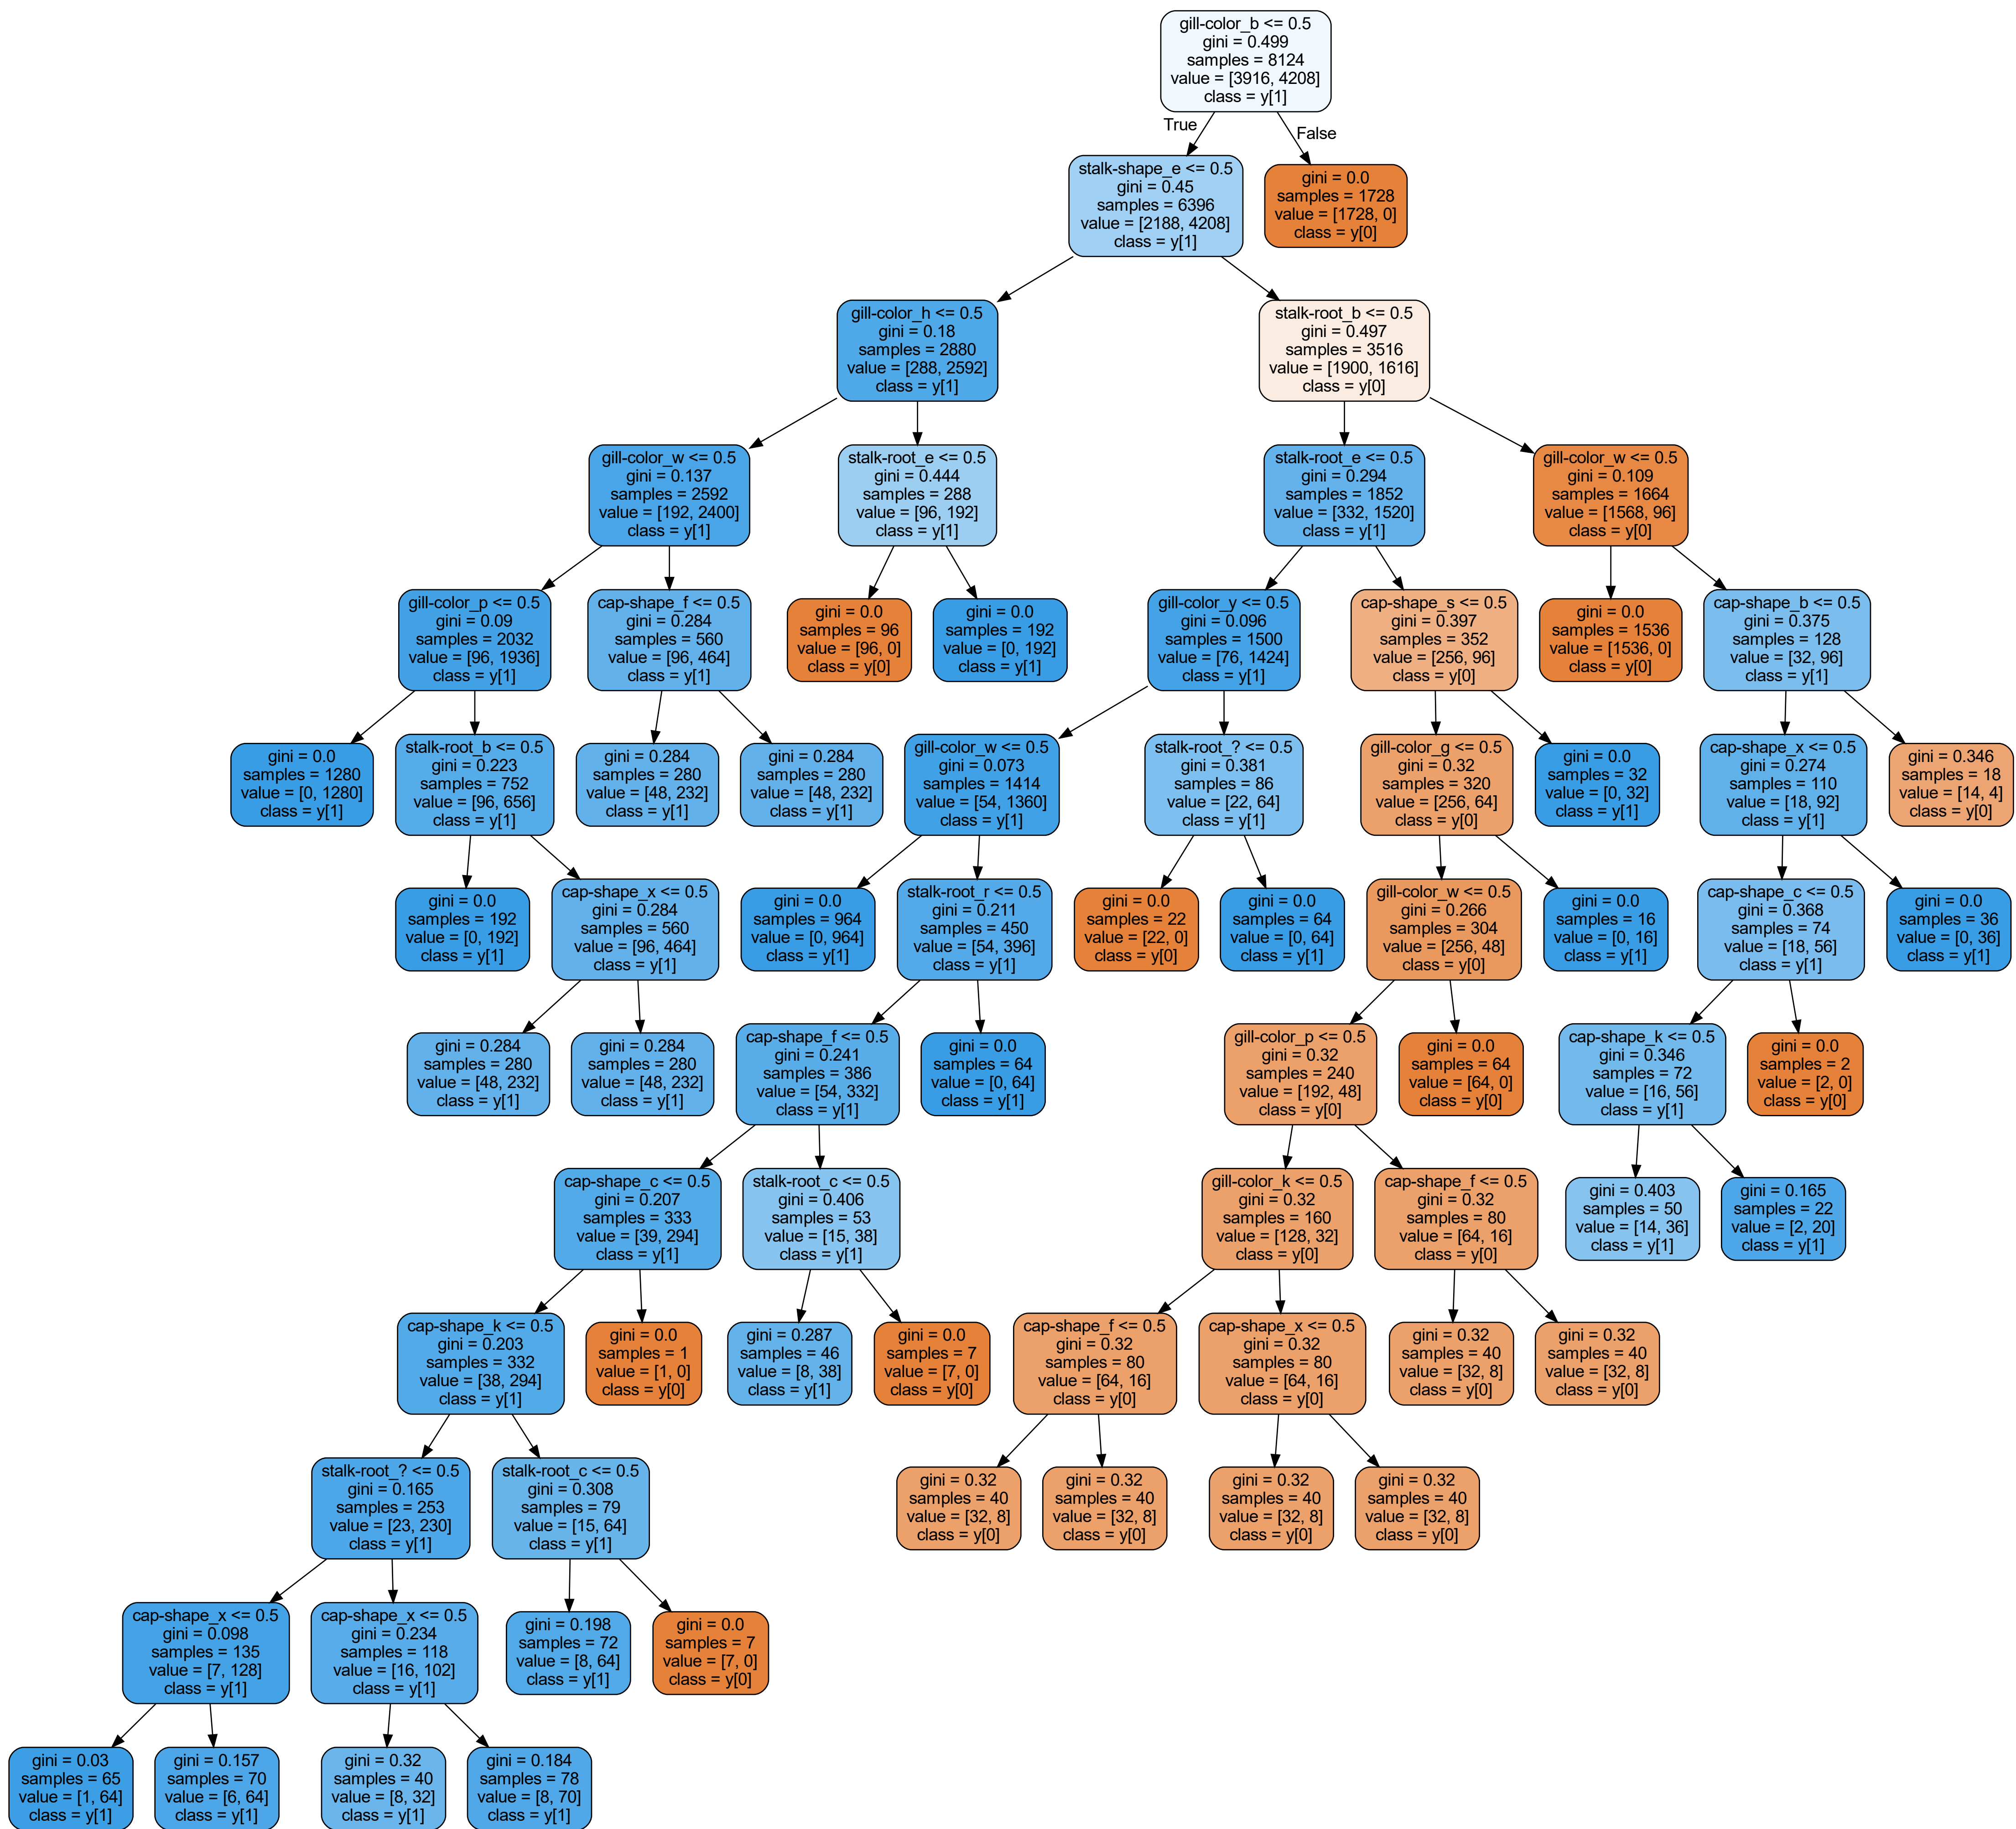 gill-color_b <= 0.5
gini = 0.499
samples = 8124
value = [3916, 4208]
class = y[1]
True
False
stalk-shape_e <= 0.5
gini = 0.45
samples = 6396
value = [2188, 4208]
class = y[1]
gini = 0.0
samples = 1728
value = [1728, 0]
class = y[0]
gill-color_h <= 0.5
gini = 0.18
samples = 2880
value = [288, 2592]
class = y[1]
stalk-root_b <= 0.5
gini = 0.497
samples = 3516
value = [1900, 1616]
class = y[0]
gill-color_w <= 0.5
gini = 0.137
samples = 2592
value = [192, 2400]
class = y[1]
stalk-root_e <= 0.5
gini = 0.444
samples = 288
value = [96, 192]
class = y[1]
stalk-root_e <= 0.5
gini = 0.294
samples = 1852
value = [332, 1520]
class = y[1]
gill-color_w <= 0.5
gini = 0.109
samples = 1664
value = [1568, 96]
class = y[0]
gill-color_p <= 0.5
gini = 0.09
samples = 2032
value = [96, 1936]
class = y[1]
cap-shape_f <= 0.5
gini = 0.284
samples = 560
value = [96, 464]
class = y[1]
gini = 0.0
samples = 96
value = [96, 0]
class = y[0]
gini = 0.0
samples = 192
value = [0, 192]
class = y[1]
gill-color_y <= 0.5
gini = 0.096
samples = 1500
value = [76, 1424]
class = y[1]
cap-shape_s <= 0.5
gini = 0.397
samples = 352
value = [256, 96]
class = y[0]
gini = 0.0
samples = 1536
value = [1536, 0]
class = y[0]
cap-shape_b <= 0.5
gini = 0.375
samples = 128
value = [32, 96]
class = y[1]
gini = 0.0
samples = 1280
value = [0, 1280]
class = y[1]
stalk-root_b <= 0.5
gini = 0.223
samples = 752
value = [96, 656]
class = y[1]
gini = 0.284
samples = 280
value = [48, 232]
class = y[1]
gini = 0.284
samples = 280
value = [48, 232]
class = y[1]
gill-color_w <= 0.5
gini = 0.073
samples = 1414
value = [54, 1360]
class = y[1]
stalk-root_? <= 0.5
gini = 0.381
samples = 86
value = [22, 64]
class = y[1]
gill-color_g <= 0.5
gini = 0.32
samples = 320
value = [256, 64]
class = y[0]
gini = 0.0
samples = 32
value = [0, 32]
class = y[1]
cap-shape_x <= 0.5
gini = 0.274
samples = 110
value = [18, 92]
class = y[1]
gini = 0.346
samples = 18
value = [14, 4]
class = y[0]
gini = 0.0
samples = 192
value = [0, 192]
class = y[1]
cap-shape_x <= 0.5
gini = 0.284
samples = 560
value = [96, 464]
class = y[1]
gini = 0.0
samples = 964
value = [0, 964]
class = y[1]
stalk-root_r <= 0.5
gini = 0.211
samples = 450
value = [54, 396]
class = y[1]
gini = 0.0
samples = 22
value = [22, 0]
class = y[0]
gini = 0.0
samples = 64
value = [0, 64]
class = y[1]
gill-color_w <= 0.5
gini = 0.266
samples = 304
value = [256, 48]
class = y[0]
gini = 0.0
samples = 16
value = [0, 16]
class = y[1]
cap-shape_c <= 0.5
gini = 0.368
samples = 74
value = [18, 56]
class = y[1]
gini = 0.0
samples = 36
value = [0, 36]
class = y[1]
gini = 0.284
samples = 280
value = [48, 232]
class = y[1]
gini = 0.284
samples = 280
value = [48, 232]
class = y[1]
cap-shape_f <= 0.5
gini = 0.241
samples = 386
value = [54, 332]
class = y[1]
gini = 0.0
samples = 64
value = [0, 64]
class = y[1]
gill-color_p <= 0.5
gini = 0.32
samples = 240
value = [192, 48]
class = y[0]
gini = 0.0
samples = 64
value = [64, 0]
class = y[0]
cap-shape_k <= 0.5
gini = 0.346
samples = 72
value = [16, 56]
class = y[1]
gini = 0.0
samples = 2
value = [2, 0]
class = y[0]
cap-shape_c <= 0.5
gini = 0.207
samples = 333
value = [39, 294]
class = y[1]
stalk-root_c <= 0.5
gini = 0.406
samples = 53
value = [15, 38]
class = y[1]
gill-color_k <= 0.5
gini = 0.32
samples = 160
value = [128, 32]
class = y[0]
cap-shape_f <= 0.5
gini = 0.32
samples = 80
value = [64, 16]
class = y[0]
gini = 0.403
samples = 50
value = [14, 36]
class = y[1]
gini = 0.165
samples = 22
value = [2, 20]
class = y[1]
cap-shape_k <= 0.5
gini = 0.203
samples = 332
value = [38, 294]
class = y[1]
gini = 0.0
samples = 1
value = [1, 0]
class = y[0]
gini = 0.287
samples = 46
value = [8, 38]
class = y[1]
gini = 0.0
samples = 7
value = [7, 0]
class = y[0]
cap-shape_f <= 0.5
gini = 0.32
samples = 80
value = [64, 16]
class = y[0]
cap-shape_x <= 0.5
gini = 0.32
samples = 80
value = [64, 16]
class = y[0]
gini = 0.32
samples = 40
value = [32, 8]
class = y[0]
gini = 0.32
samples = 40
value = [32, 8]
class = y[0]
stalk-root_? <= 0.5
gini = 0.165
samples = 253
value = [23, 230]
class = y[1]
stalk-root_c <= 0.5
gini = 0.308
samples = 79
value = [15, 64]
class = y[1]
gini = 0.32
samples = 40
value = [32, 8]
class = y[0]
gini = 0.32
samples = 40
value = [32, 8]
class = y[0]
gini = 0.32
samples = 40
value = [32, 8]
class = y[0]
gini = 0.32
samples = 40
value = [32, 8]
class = y[0]
cap-shape_x <= 0.5
gini = 0.098
samples = 135
value = [7, 128]
class = y[1]
cap-shape_x <= 0.5
gini = 0.234
samples = 118
value = [16, 102]
class = y[1]
gini = 0.198
samples = 72
value = [8, 64]
class = y[1]
gini = 0.0
samples = 7
value = [7, 0]
class = y[0]
gini = 0.03
samples = 65
value = [1, 64]
class = y[1]
gini = 0.157
samples = 70
value = [6, 64]
class = y[1]
gini = 0.32
samples = 40
value = [8, 32]
class = y[1]
gini = 0.184
samples = 78
value = [8, 70]
class = y[1]